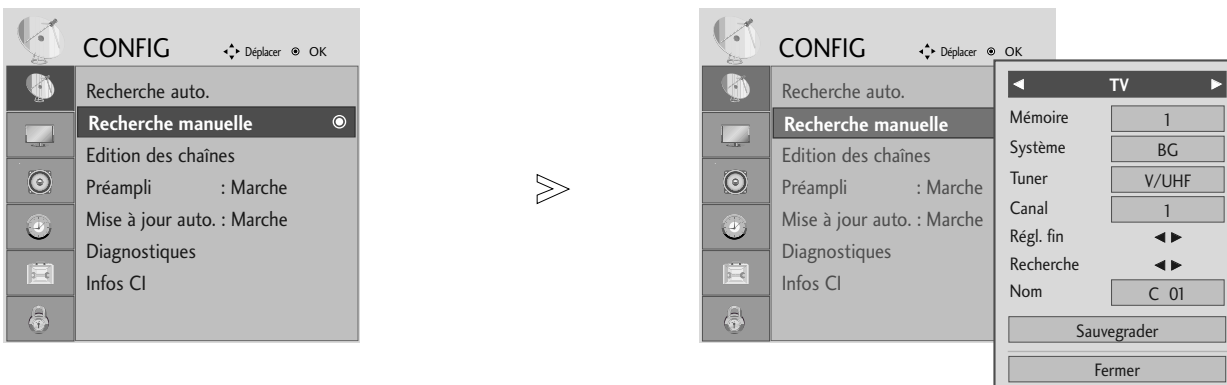 CONFIG Déplacer OK
Recherche auto.
Recherche manuelle
Edition des chaînes
Préampli : Marche
Mise à jour auto. : Marche
Diagnostiques
Infos CI
CONFIG Déplacer OK
Recherche auto.
Recherche manuelle
Edition des chaînes
Préampli : Marche
Mise à jour auto. : Marche
Diagnostiques
Infos CI
TV
Mémoire 1
Système BG
Tuner V/UHF
Canal 1
Régl. fin
Recherche
Nom C 01
Sauvegrader
Fermer